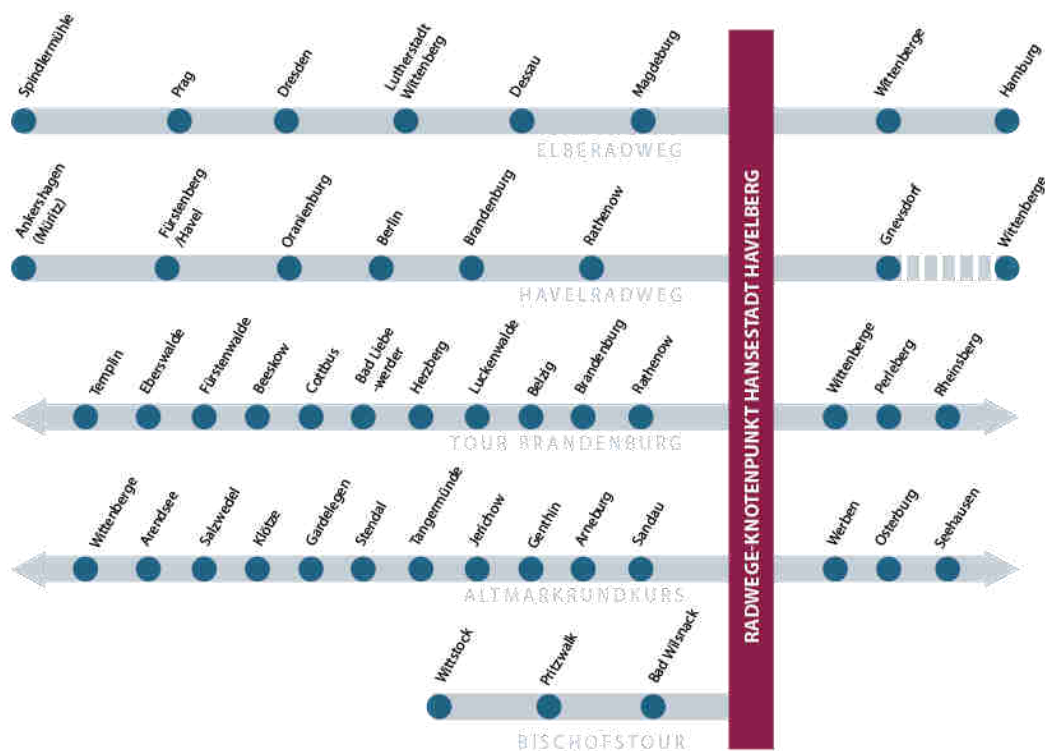 Spindlermühle
Prag
Dresden
Lutherstadt
Wittenberg
Dessau
Magdeburg
Wittenberge
Hamburg
ELBERADWEG
Ankershagen
(Müritz)
Fürstenberg
/Havel
Oranienburg
Berlin
Brandenburg
Rathenow
Gnevsdorf
Wittenberge
HAVELRADWEG
Templin
Eberswalde
Fürstenwalde
Beeskow
Cottbus
Bad Liebe
-werder
Herzberg
Luckenwalde
Belzig
Brandenburg
Rathenow
Wittenberge
Perleberg
Rheinsberg
TOUR BRANDENBURG
Wittenberge
Arendsee
Salzwedel
Klötze
Gardelegen
Stendal
Tangermünde
Jerichow
Genthin
Arneburg
Sandau
Werben
Osterburg
Seehausen
ALTMARKRUNDKURS
Wittstock
Pritzwalk
Bad Wilsnack
BISCHOFSTOUR
RADWEGE-KNOTENPUNKT HANSESTADT HAVELBERG